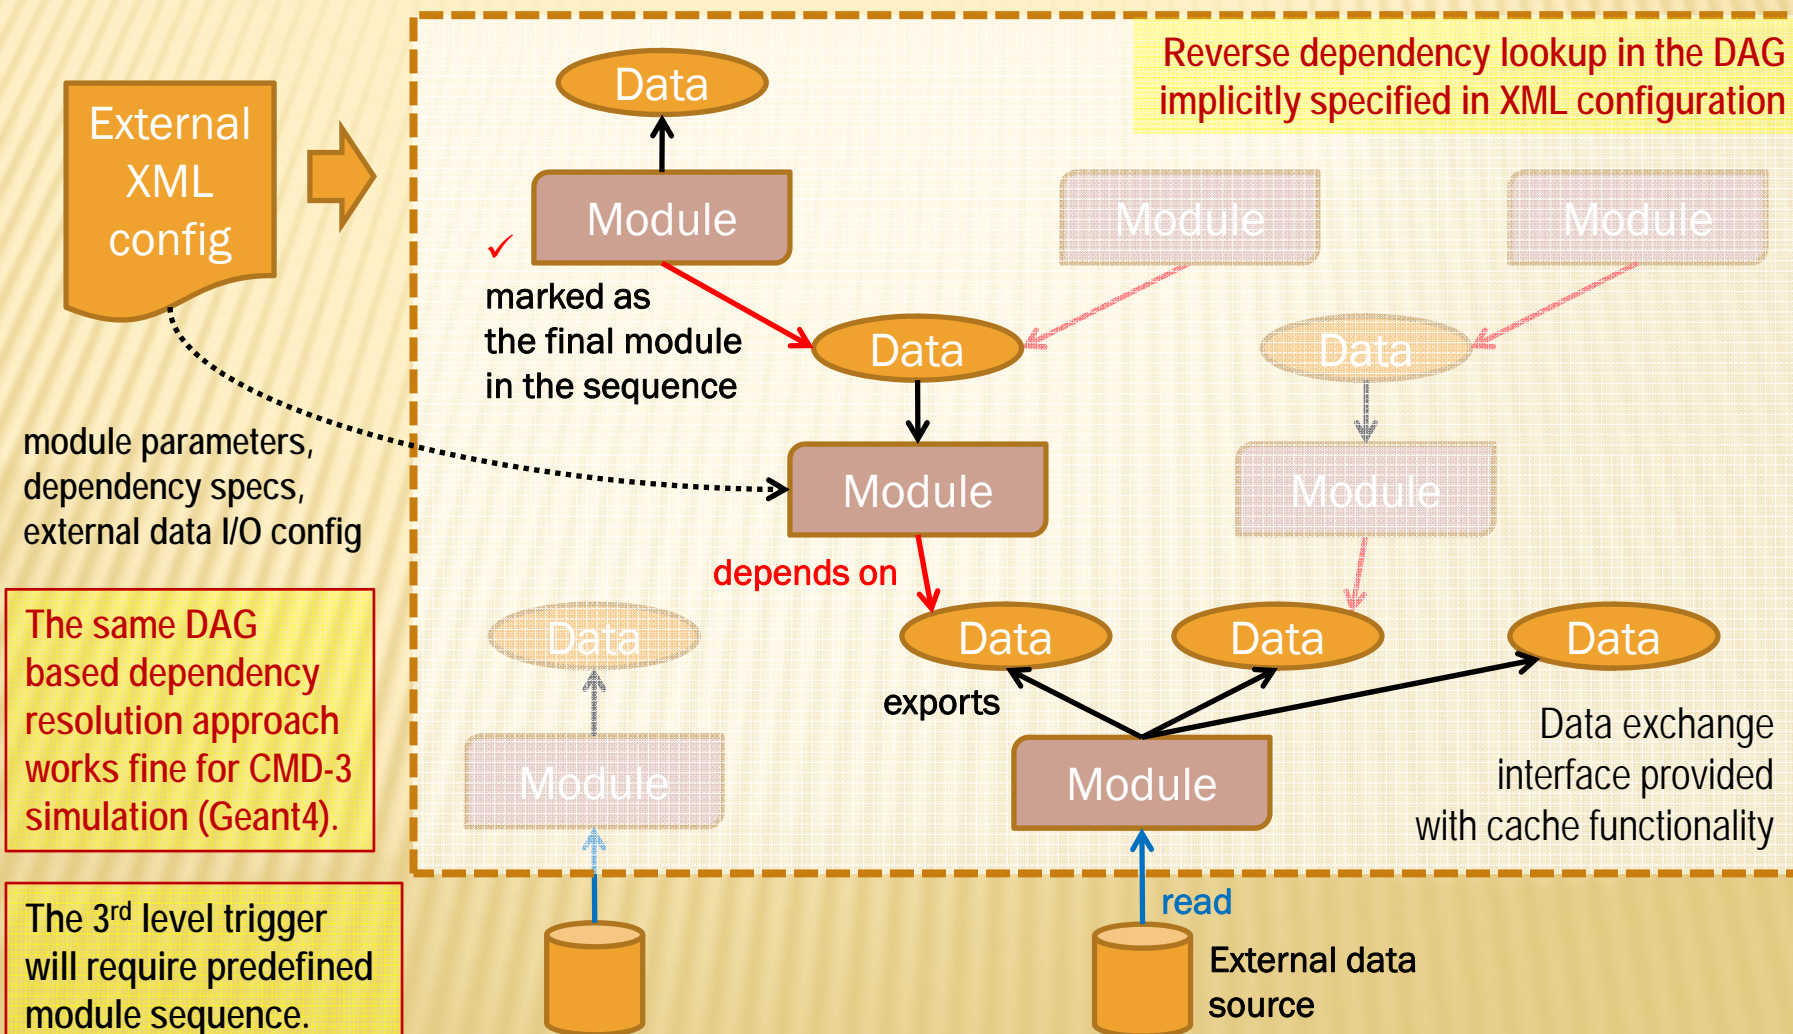 Reverse dependency lookup in the DAG
implicitly specified in XML configuration
External
XML
config
Data
Module
Module
Module
✓
marked as
the final module
in the sequence
Data
Data
module parameters,
dependency specs,
external data I/O config
Module
Module
depends on
The same DAG
based dependency
resolution approach
works fine for CMD-3
simulation (Geant4).
Data
Data
Data
Data
exports
Module
Module
Data exchange
interface provided
with cache functionality
read
The 3rd level trigger
will require predefined
module sequence.
External data
source